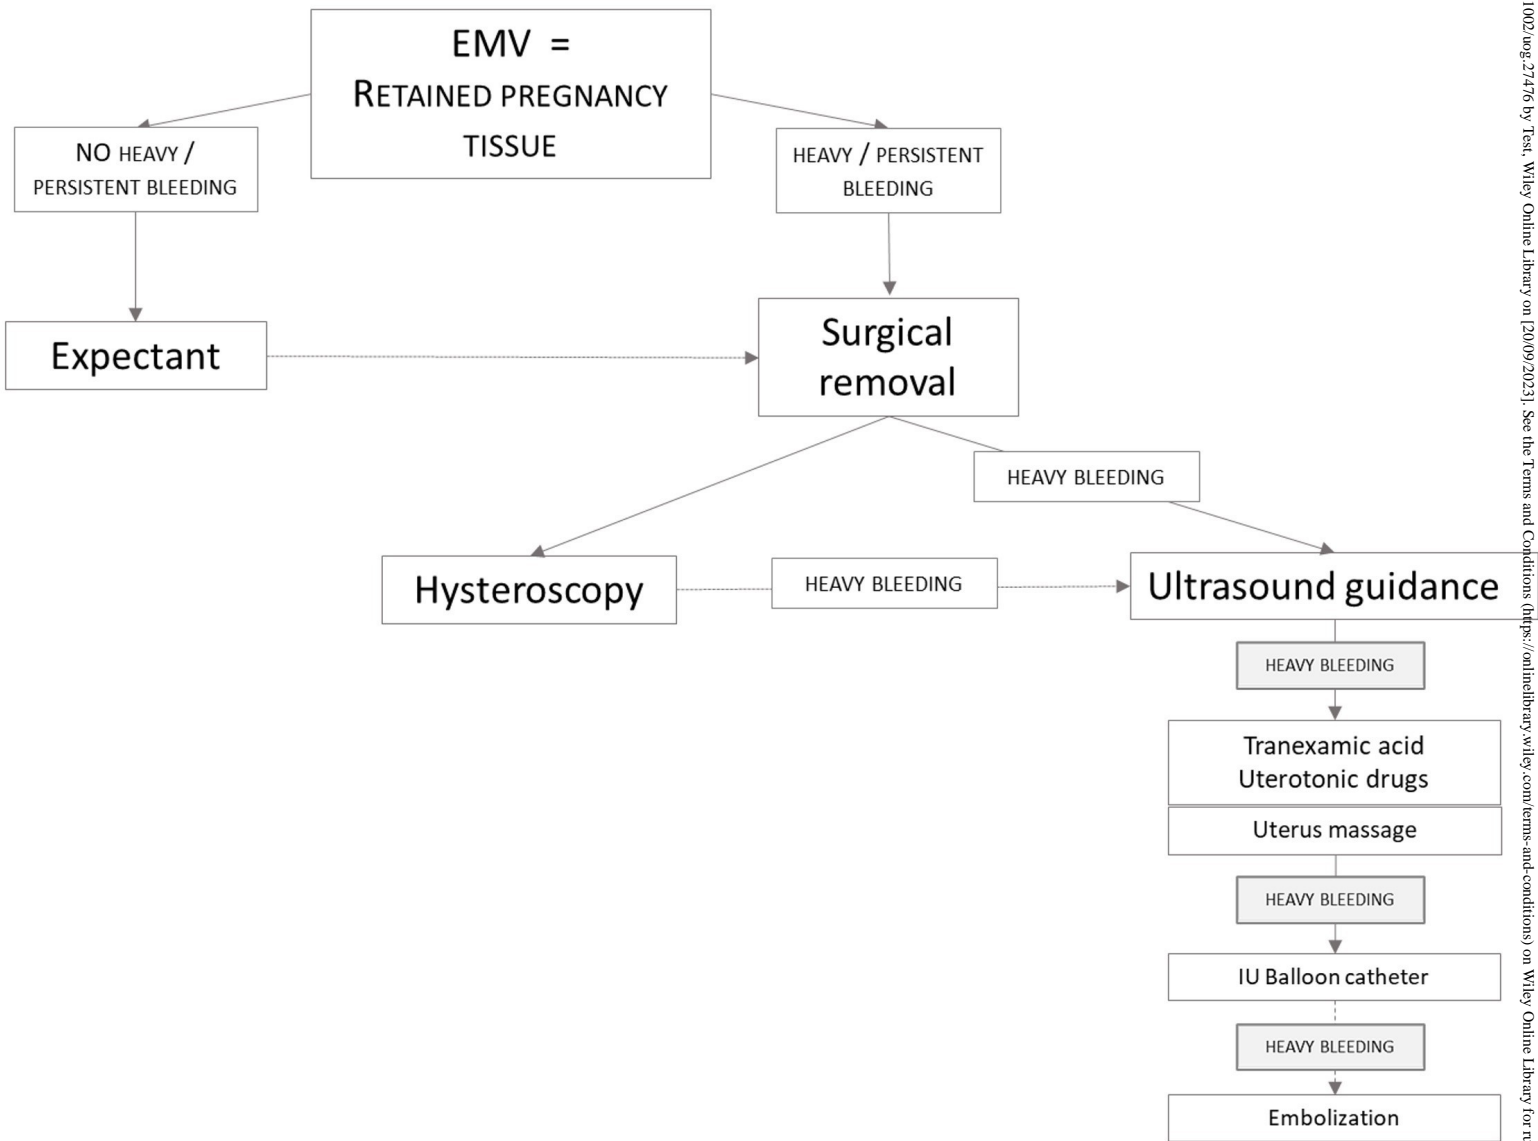 EMV =
RETAINED PREGNANCY
TISSUE
NO HEAVY /
PERSISTENT BLEEDING
HEAVY / PERSISTENT
BLEEDING
Expectant
Surgical
removal
HEAVY BLEEDING
Hysteroscopy
HEAVY BLEEDING
Ultrasound guidance
HEAVY BLEEDING
Tranexamic acid
Uterotonic drugs
Uterus massage
HEAVY BLEEDING
IU Balloon catheter
HEAVY BLEEDING
Embolization
1002/uog.27476 by Test, Wiley Online Library on [20/09/2023]. See the Terms and Conditions (https://onlinelibrary.wiley.com/terms-and-conditions) on Wiley Online Library for